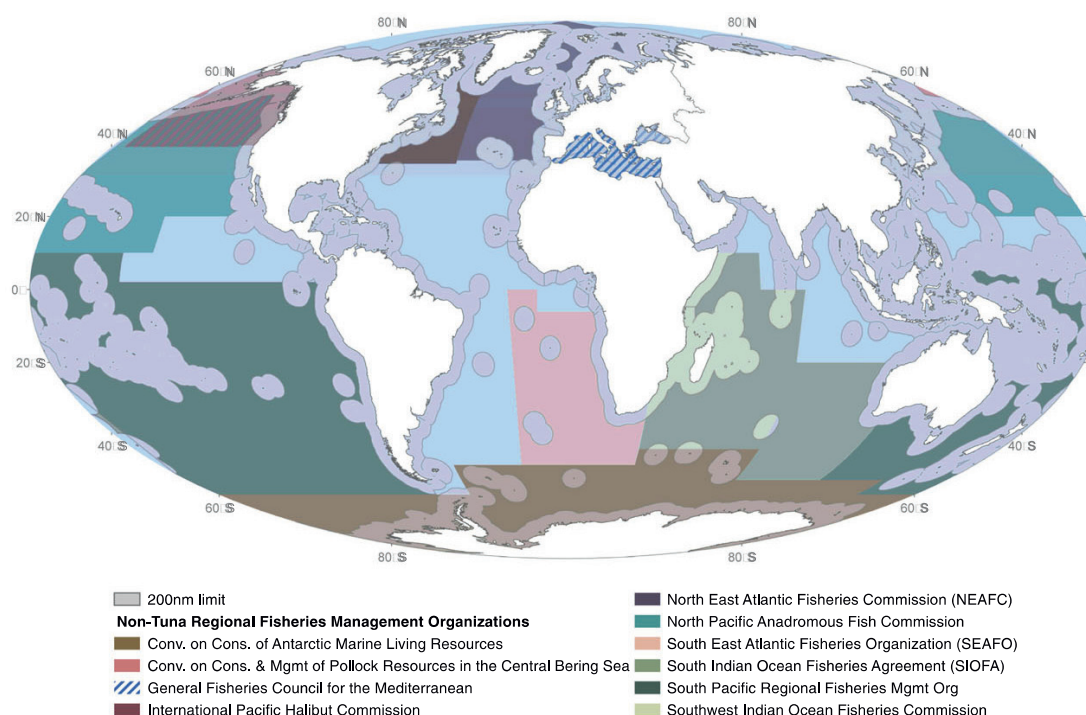 80▯N
80▯N
60▯N
60▯N
40▯N
40▯N
20▯N
20▯N
0▯
0▯
20▯S
20▯S
40▯S
40▯S
60▯S
60▯S
80▯S
80▯S
200nm limit
Non-Tuna Regional Fisheries Management Organizations
Conv. on Cons. of Antarctic Marine Living Resources
Conv. on Cons. & Mgmt of Pollock Resources in the Central Bering Sea
General Fisheries Council for the Mediterranean
International Pacific Halibut Commission
North East Atlantic Fisheries Commission (NEAFC)
North Pacific Anadromous Fish Commission
South East Atlantic Fisheries Organization (SEAFO)
South Indian Ocean Fisheries Agreement (SIOFA)
South Pacific Regional Fisheries Mgmt Org
Southwest Indian Ocean Fisheries Commission